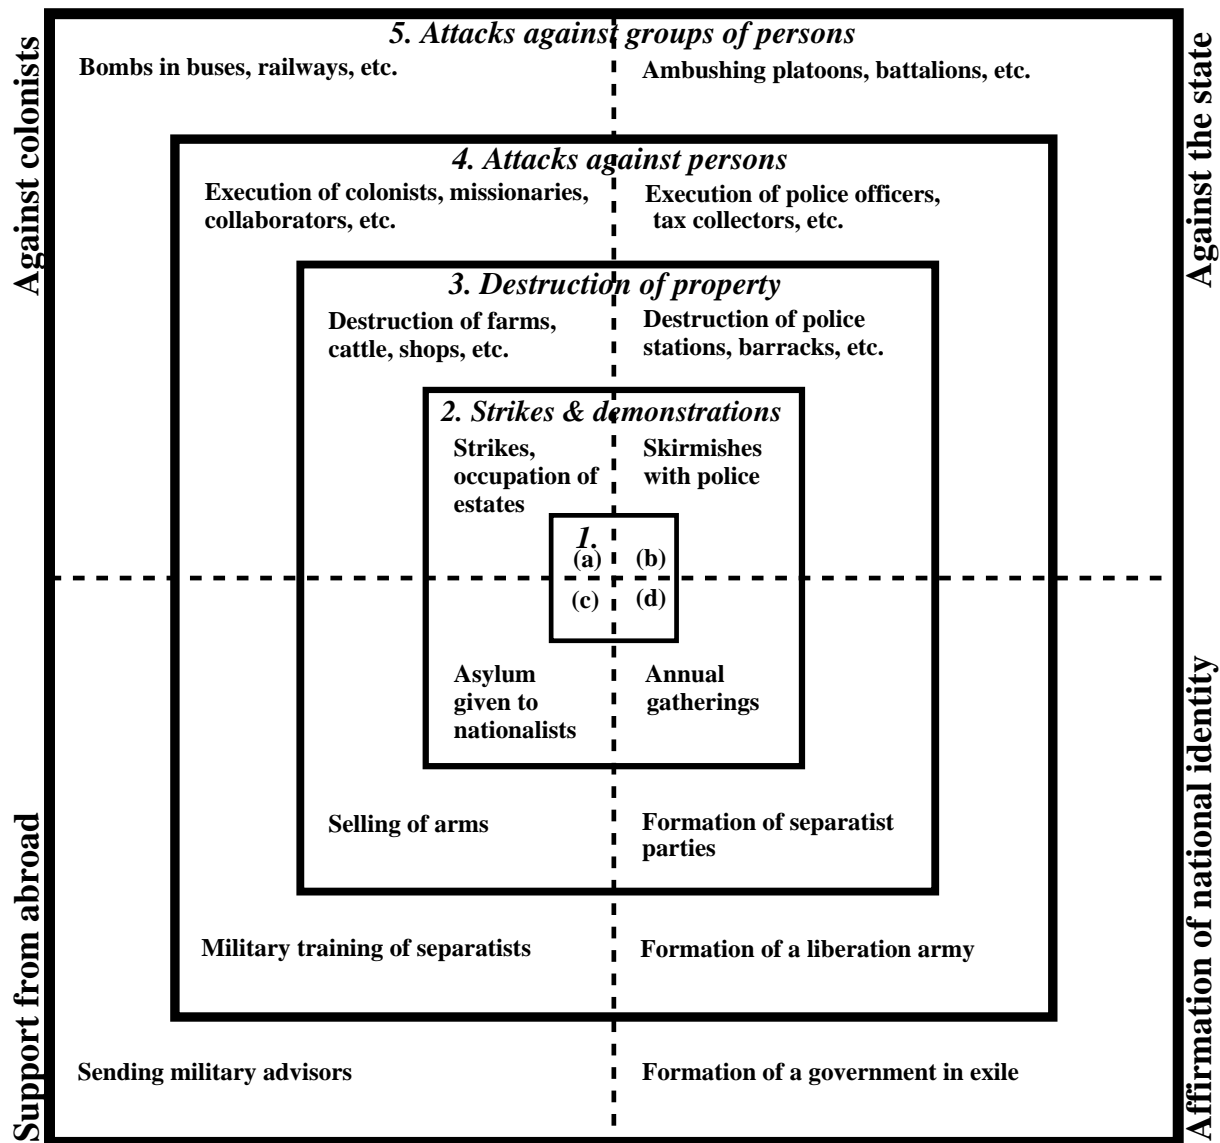 5. Attacks against groups of persons
Bombs in buses, railways, etc.
Ambushing platoons, battalions, etc.
Against colonists
Against the state
4. Attacks against persons
Execution of colonists, missionaries,
collaborators, etc.
Execution of police officers,
tax collectors, etc.
3. Destruction of property
Destruction of farms,
cattle, shops, etc.
Destruction of police
stations, barracks, etc.
2. Strikes & demonstrations
Strikes,
occupation of
estates
Skirmishes
with police
1.
(a)
(b)
(c)
(d)
Asylum
given to
nationalists
Annual
gatherings
Selling of arms
Formation of separatist
parties
Military training of separatists
Formation of a liberation army
Sending military advisors
Formation of a government in exile
Support from abroad
Affirmation of national identity